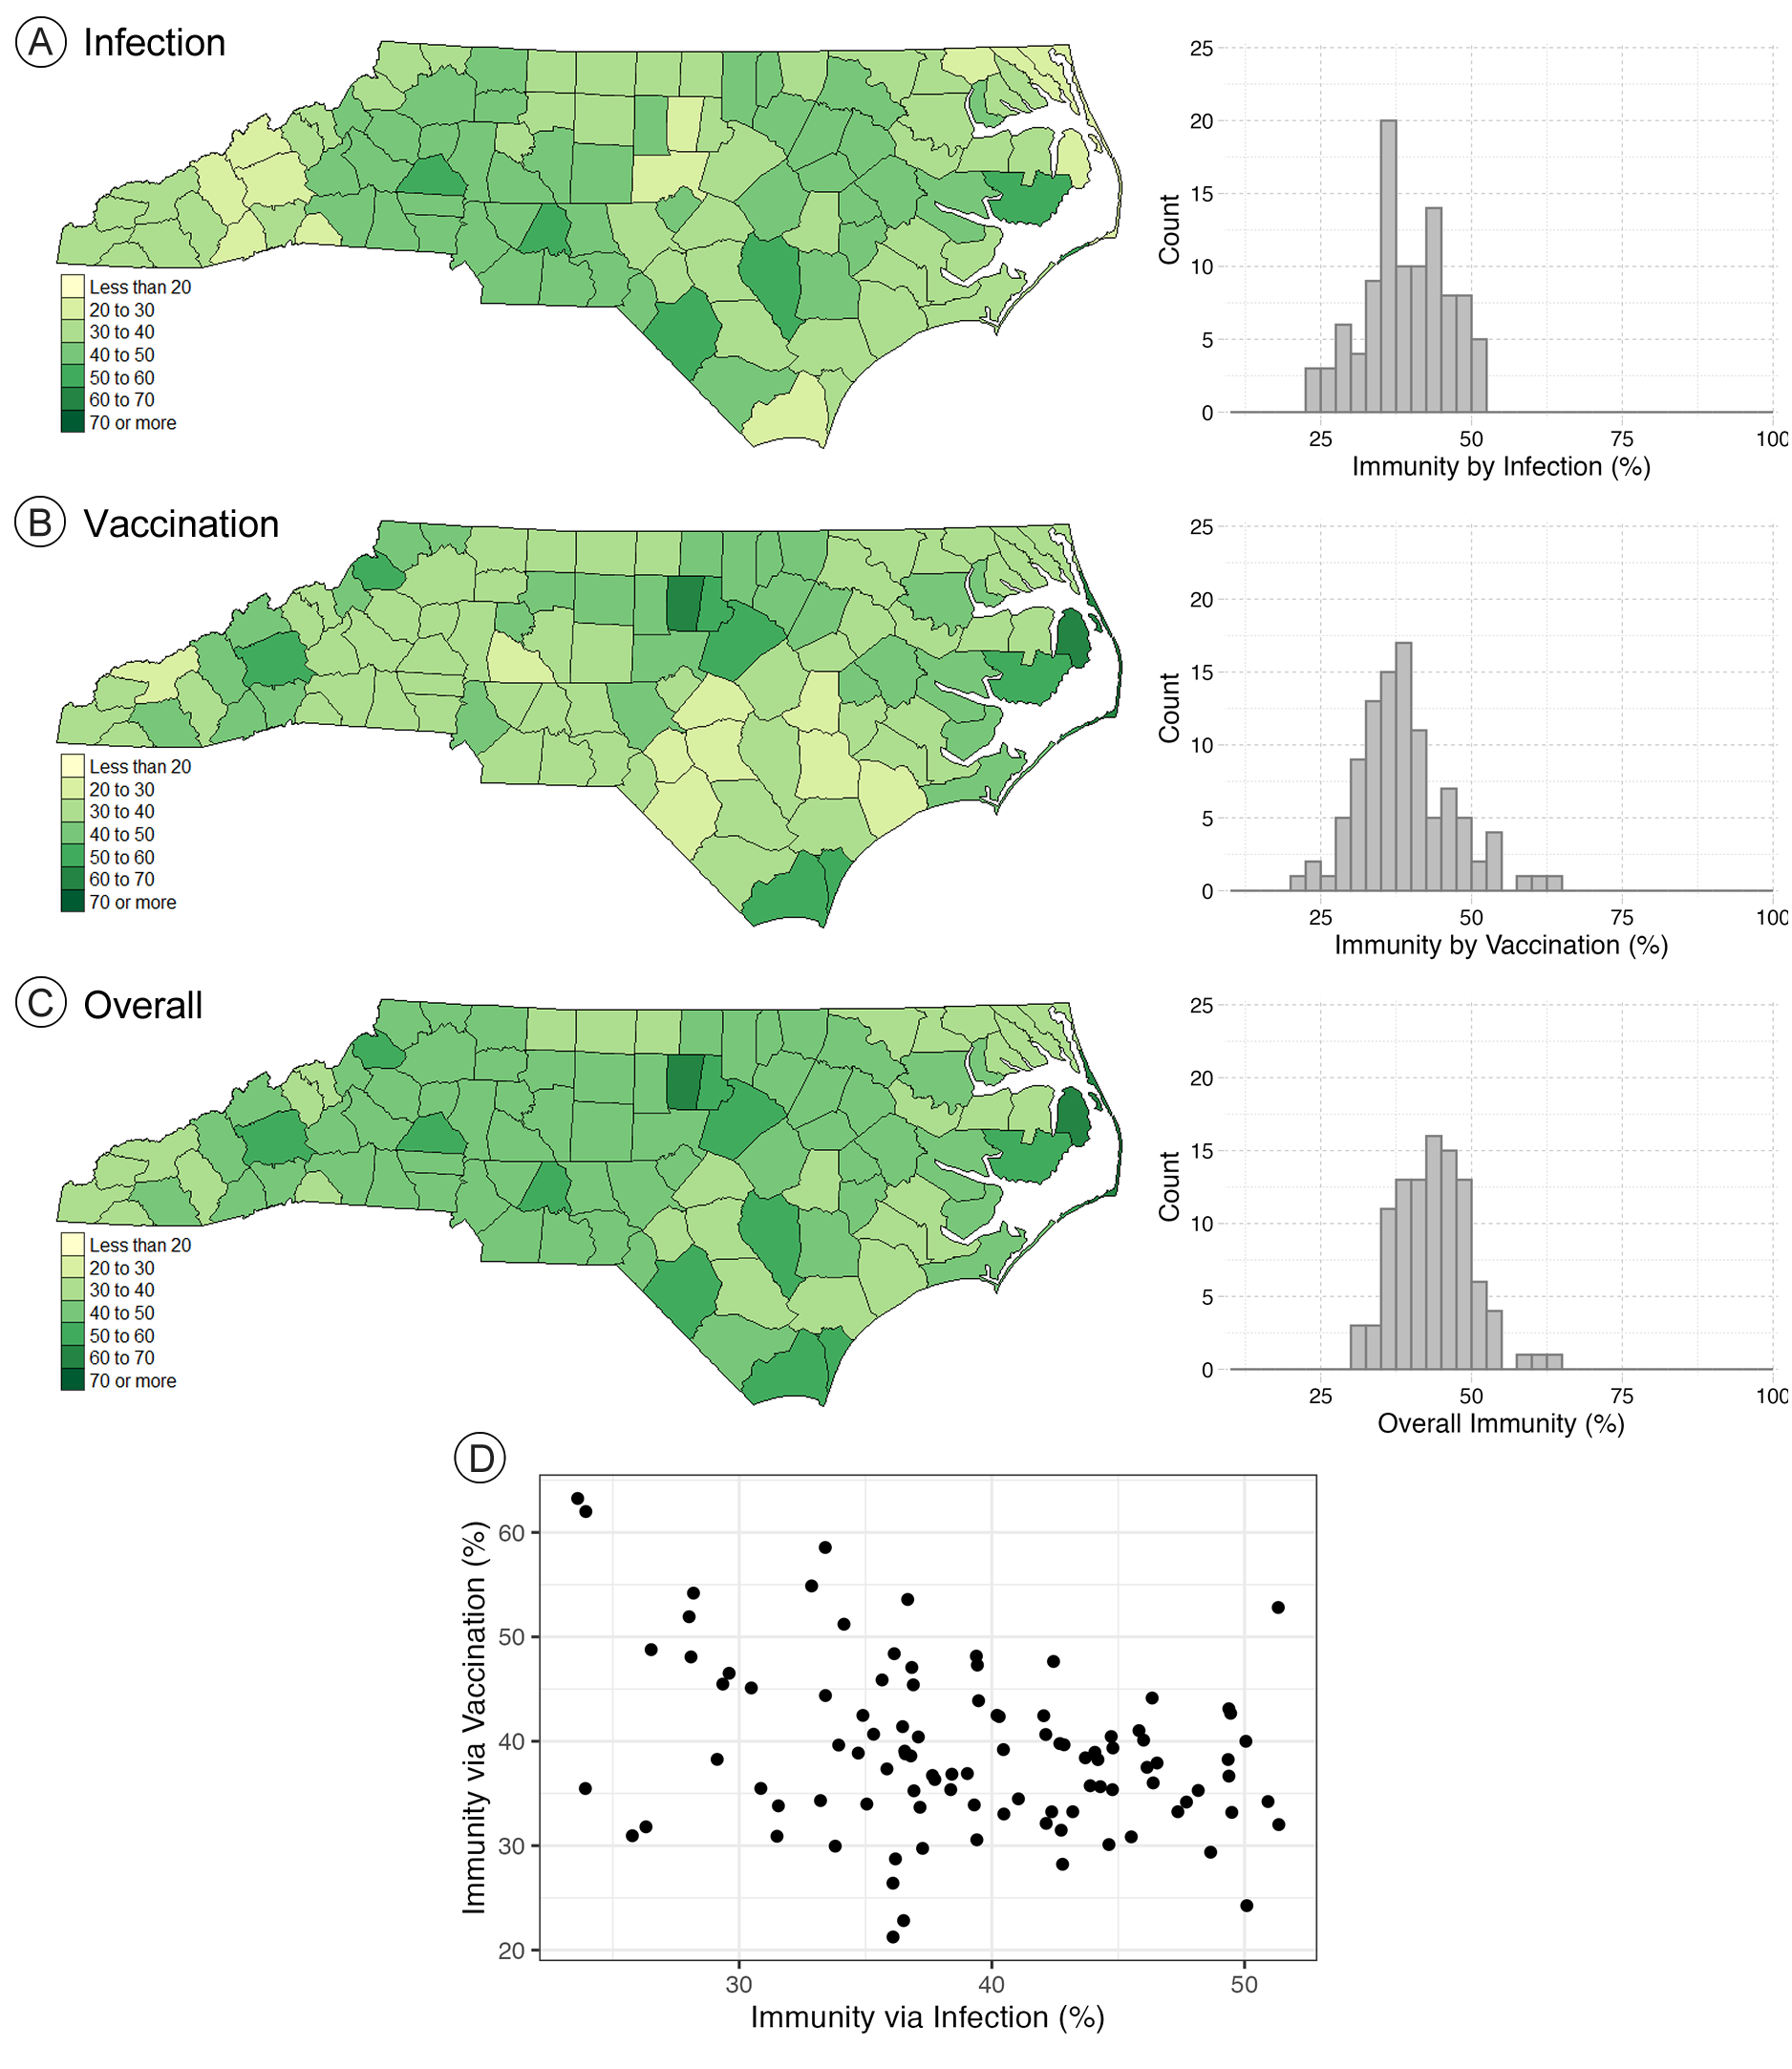 A Infection
Less than 20
20 to 30
30 to 40
40 to 50
50 to 60
60 to 70
70 or more
25
20
15
10
5
0
Count
25 50 75 100
Immunity by Infection (%)
B Vaccination
Less than 20
20 to 30
30 to 40
40 to 50
50 to 60
60 to 70
70 or more
25
20
15
10
5
0
Count
25 50 75 100
Immunity by Vaccination (%)
C Overall
Less than 20
20 to 30
30 to 40
40 to 50
50 to 60
60 to 70
70 or more
25
20
15
10
5
0
Count
25 50 75 100
Overall Immunity (%)
D
60
50
40
30
20
Immunity via Vaccination (%)
30 40 50
Immunity via Infection (%)